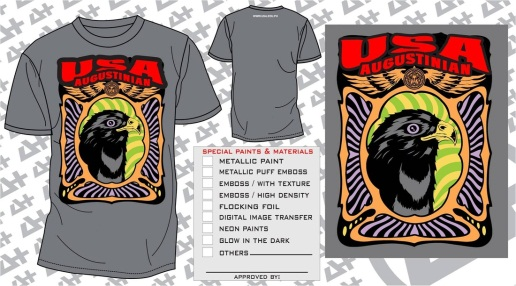 USA
AUGUSTINIAN
USA
AUGUSTINIAN
SPECIAL PAINTS & MATERIALS
METALLIC PAINT
METALLIC PUFF EMBOSS
EMBOSS / WITH TEXTURE
EMBOSS / HIGH DENSITY
FLOCKING FOIL
DIGITAL IMAGE TRANSFER
NEON PAINTS
GLOW IN THE DARK
OTHERS
APPROVED BY: